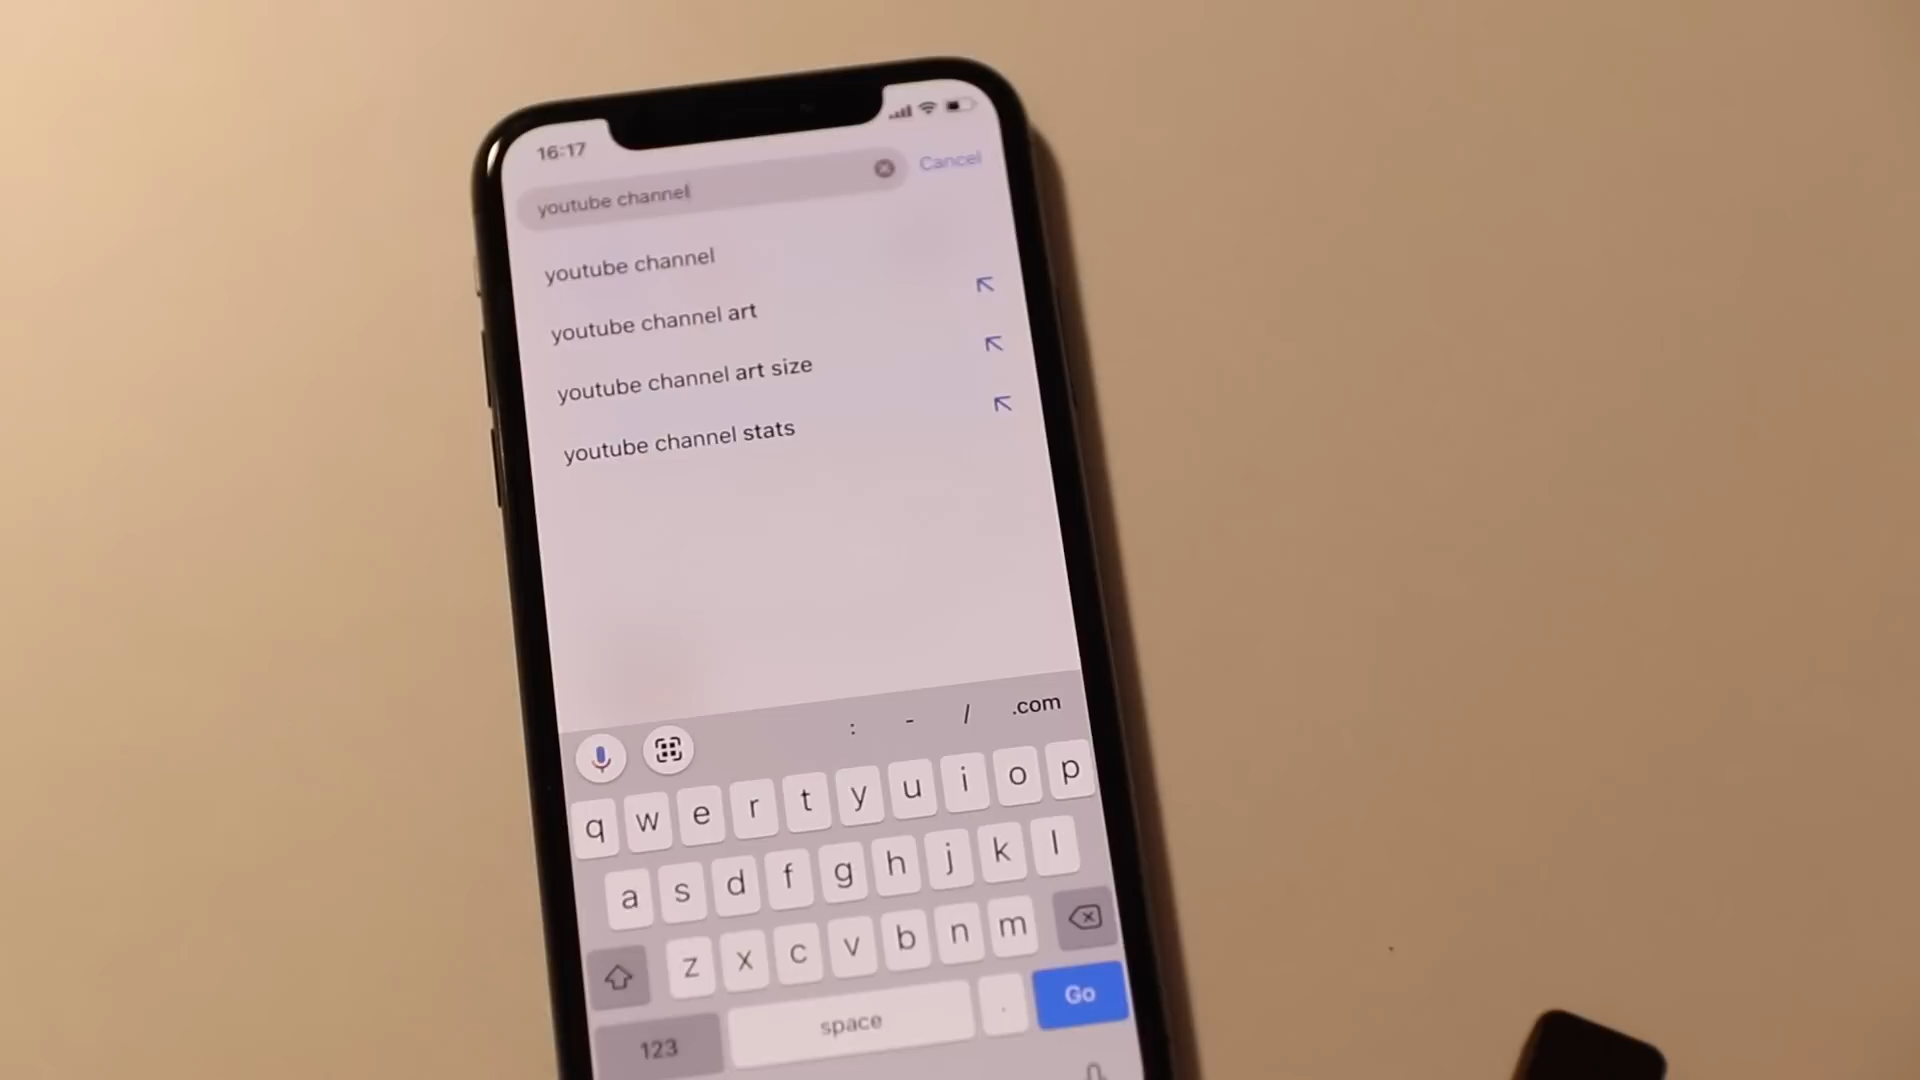 16:17
youtube channel
Cancel
youtube channel
youtube channel art
youtube channel art size
youtube channel stats
: - / .com
q w e r t y u i o p
a s d f g h j k l
z x c v b n m
123 space . Go